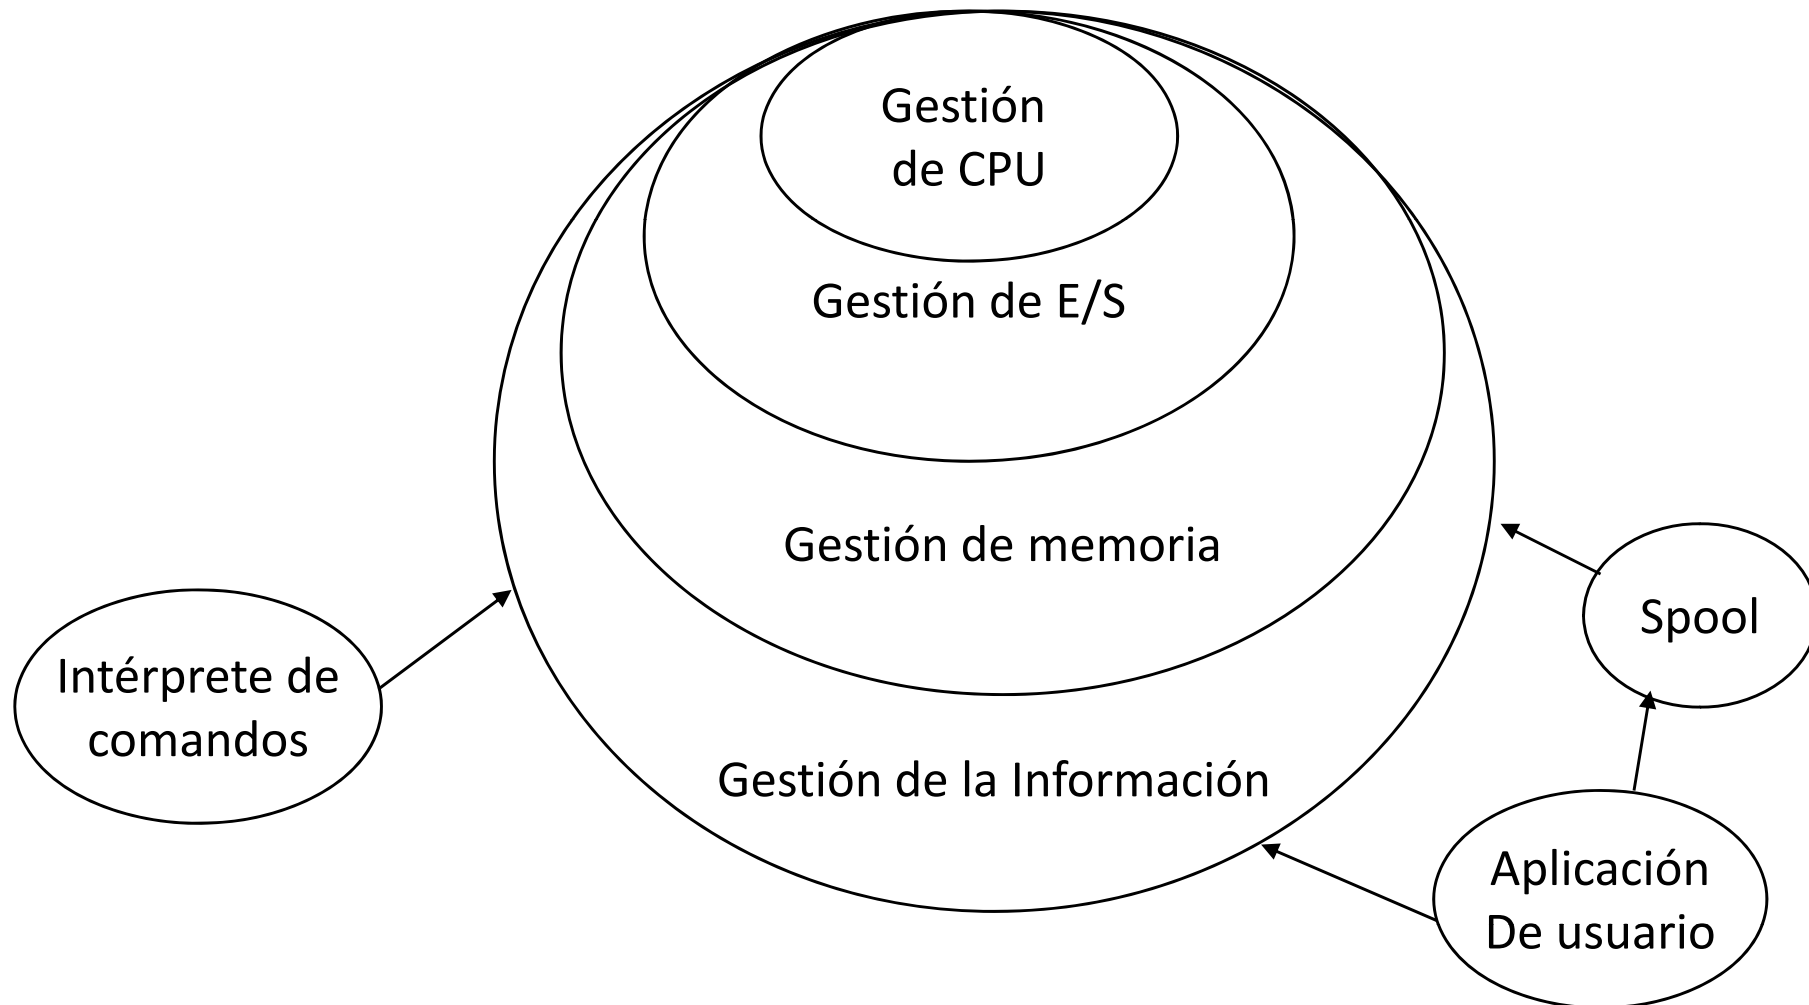 Gestión
de CPU
Gestión de E/S
Gestión de memoria
Spool
Intérprete de
comandos
Gestión de la Información
Aplicación
De usuario